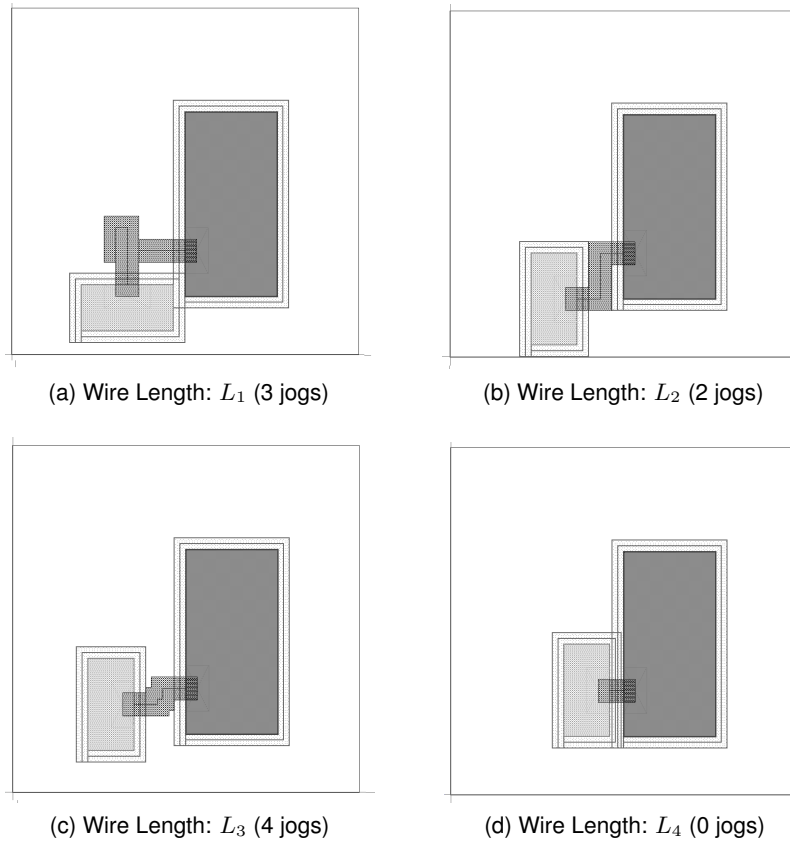 (a) Wire Length: L₁ (3 jogs)
(b) Wire Length: L₂ (2 jogs)
(c) Wire Length: L₃ (4 jogs)
(d) Wire Length: L₄ (0 jogs)